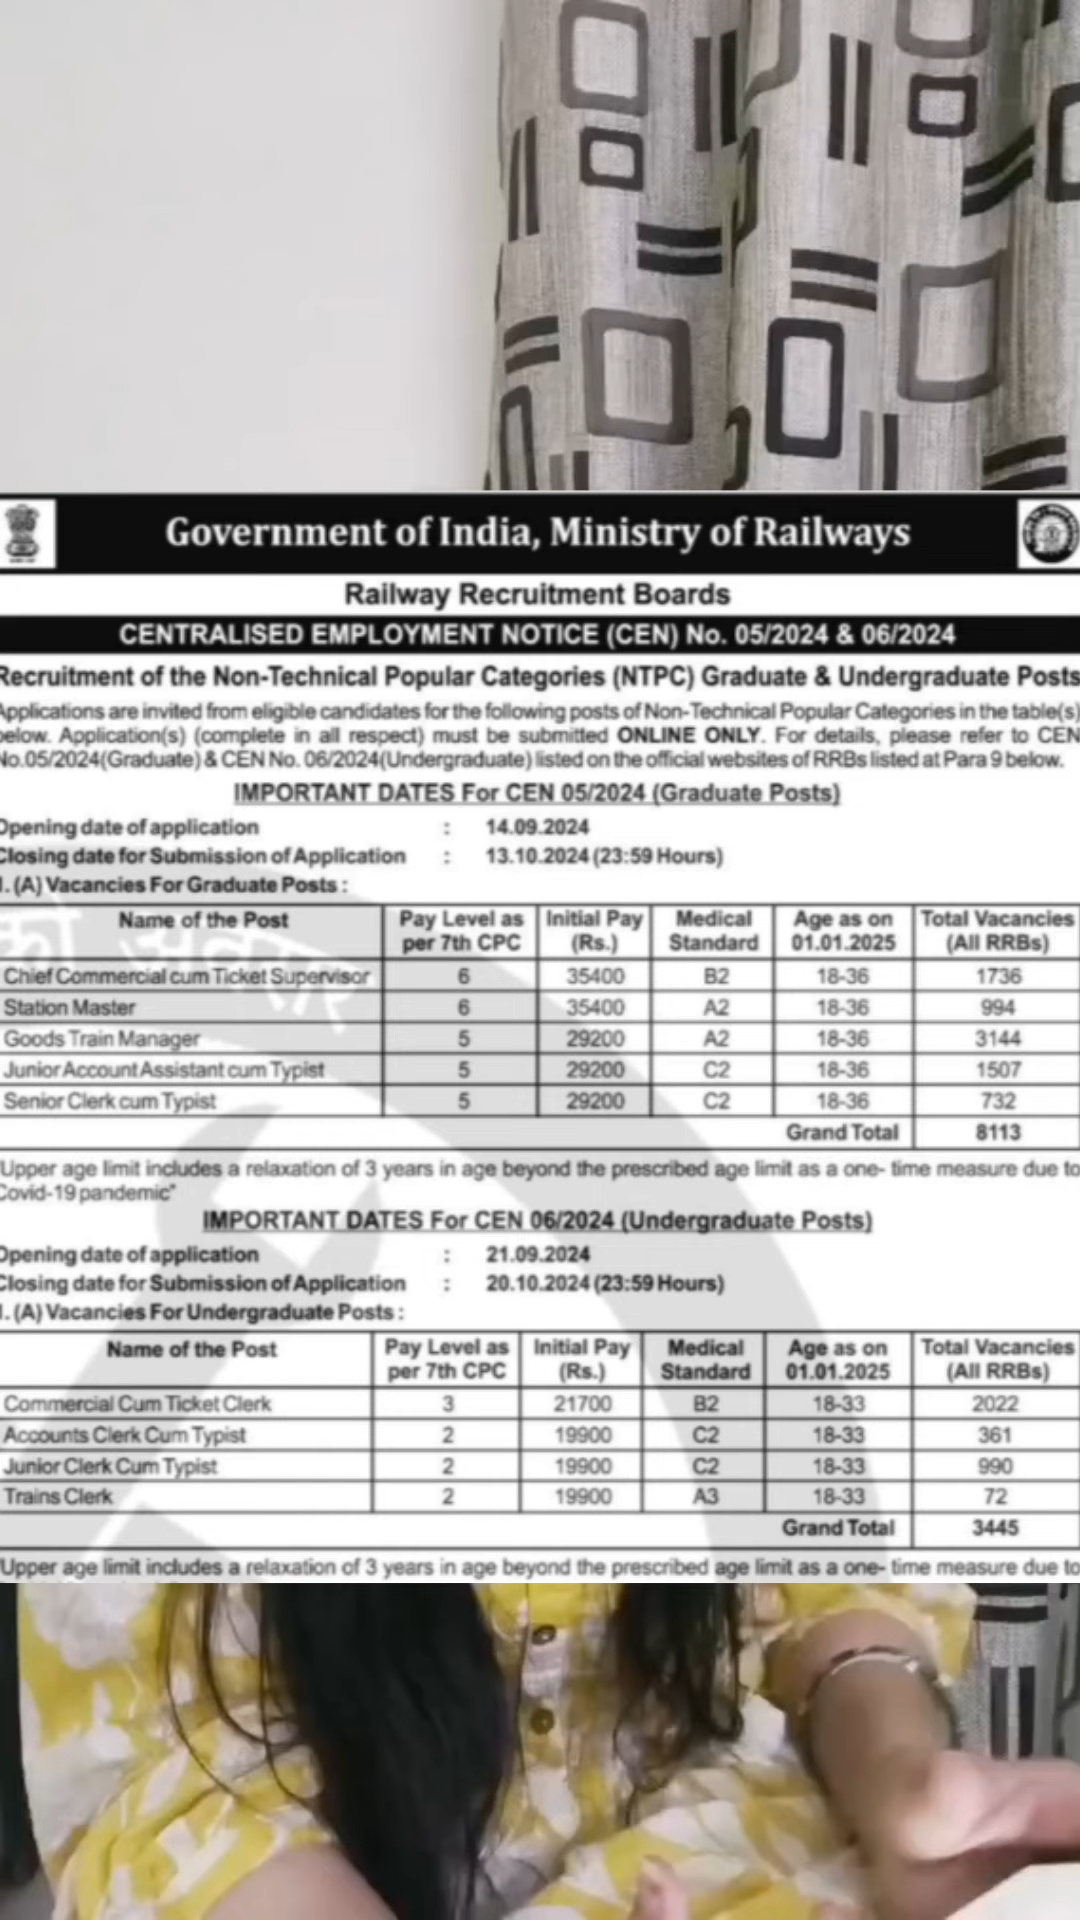 Government of India, Ministry of Railways
Railway Recruitment Boards
CENTRALISED EMPLOYMENT NOTICE (CEN) No. 05/2024 & 06/2024
Recruitment of the Non-Technical Popular Categories (NTPC) Graduate & Undergraduate Posts
Applications are invited from eligible candidates for the following posts of Non-Technical Popular Categories in the table(s)
below. Application(s) (complete in all respect) must be submitted ONLINE ONLY. For details, please refer to CEN
No.05/2024(Graduate) & CEN No. 06/2024(Undergraduate) listed on the official websites of RRBs listed at Para 9 below.
IMPORTANT DATES For CEN 05/2024 (Graduate Posts)
Opening date of application : 14.09.2024
Closing date for Submission of Application : 13.10.2024 (23:59 Hours)
1. (A) Vacancies For Graduate Posts :
Name of the Post Pay Level as per 7th CPC Initial Pay (Rs.) Medical Standard Age as on 01.01.2025 Total Vacancies (All RRBs)
Chief Commercial cum Ticket Supervisor 6 35400 B2 18-36 1736
Station Master 6 35400 A2 18-36 994
Goods Train Manager 5 29200 A2 18-36 3144
Junior Account Assistant cum Typist 5 29200 C2 18-36 1507
Senior Clerk cum Typist 5 29200 C2 18-36 732
Grand Total 8113
"Upper age limit includes a relaxation of 3 years in age beyond the prescribed age limit as a one- time measure due to
Covid-19 pandemic"
IMPORTANT DATES For CEN 06/2024 (Undergraduate Posts)
Opening date of application : 21.09.2024
Closing date for Submission of Application : 20.10.2024 (23:59 Hours)
1. (A) Vacancies For Undergraduate Posts :
Name of the Post Pay Level as per 7th CPC Initial Pay (Rs.) Medical Standard Age as on 01.01.2025 Total Vacancies (All RRBs)
Commercial Cum Ticket Clerk 3 21700 B2 18-33 2022
Accounts Clerk Cum Typist 2 19900 C2 18-33 361
Junior Clerk Cum Typist 2 19900 C2 18-33 990
Trains Clerk 2 19900 A3 18-33 72
Grand Total 3445
"Upper age limit includes a relaxation of 3 years in age beyond the prescribed age limit as a one- time measure due to